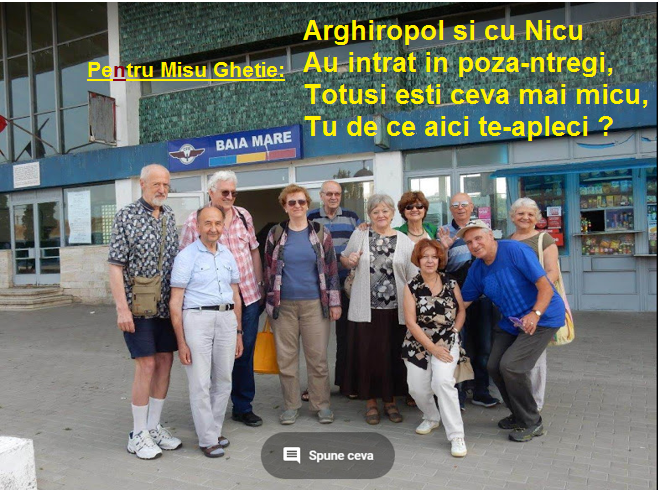 Arghiropol si cu Nicu
Pentru Misu Ghetie:
Au intrat in poza-ntregi,
Totusi esti ceva mai micu,
Tu de ce aici te-apleci ?
BAIA MARE
Spune ceva